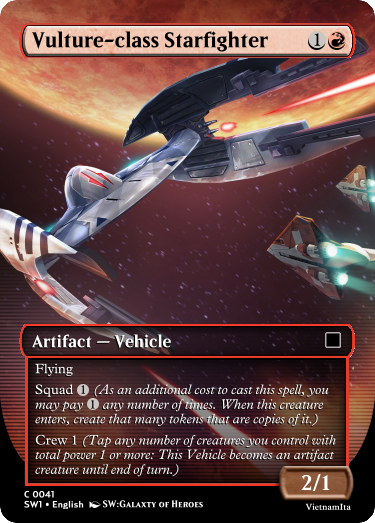 Vulture-class Starfighter 1
Artifact — Vehicle
Flying
Squad 1 (As an additional cost to cast this spell, you
may pay 1 any number of times. When this creature
enters, create that many tokens that are copies of it.)
Crew 1 (Tap any number of creatures you control with
total power 1 or more: This Vehicle becomes an artifact
creature until end of turn.)
2/1
C 0041
SW1 • English SW:Galaxty of Heroes
VietnamIta